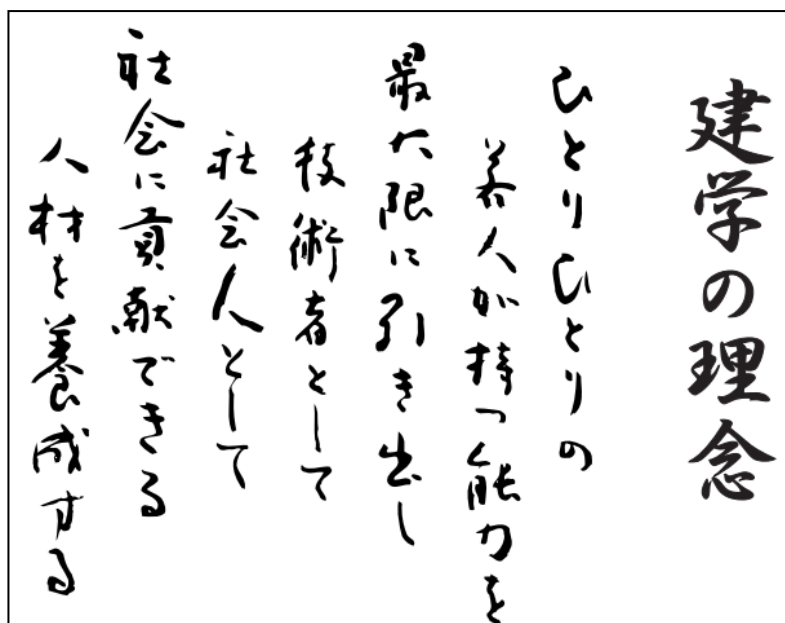 建学の理念
ひとりひとりの
若人が持つ能力を
最大限に引き出し
技術者として
社会人として
社会に貢献できる
人材を養成する